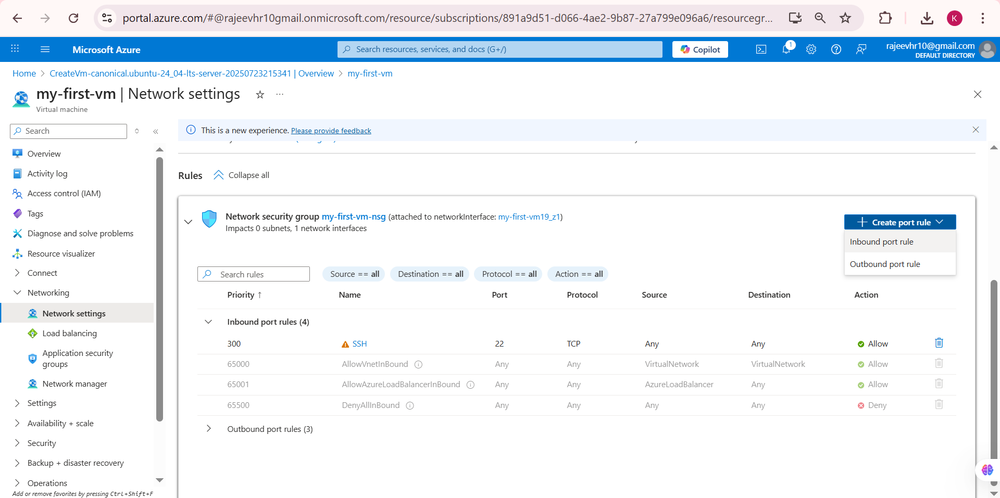 portal.azure.com/#@rajeevhr10gmail.onmicrosoft.com/resource/subscriptions/891a9d51-d066-4ae2-9b87-27a799e096a6/resourcegr...
K
Microsoft Azure
Search resources, services, and docs (G+/)
Copilot
1
rajeevhr10@gmail.com
DEFAULT DIRECTORY
Home > CreateVm-canonical.ubuntu-24_04-lts-server-20250723215341 | Overview > my-first-vm
my-first-vm | Network settings
Virtual machine
Search
This is a new experience. Please provide feedback
Overview
Activity log
Access control (IAM)
Tags
Diagnose and solve problems
Resource visualizer
Connect
Networking
Network settings
Load balancing
Application security
groups
Network manager
Settings
Availability + scale
Security
Backup + disaster recovery
Operations
Add or remove favorites by pressing Ctrl+Shift+F
Rules
Collapse all
Network security group my-first-vm-nsg (attached to networkInterface: my-first-vm19_z1)
Impacts 0 subnets, 1 network interfaces
Create port rule
Inbound port rule
Outbound port rule
Search rules
Source == all
Destination == all
Protocol == all
Action == all
Priority ↑ Name Port Protocol Source Destination Action
Inbound port rules (4)
300 SSH 22 TCP Any Any Allow
65000 AllowVnetInBound Any Any VirtualNetwork VirtualNetwork Allow
65001 AllowAzureLoadBalancerInBound Any Any AzureLoadBalancer Any Allow
65500 DenyAllInBound Any Any Any Any Deny
Outbound port rules (3)